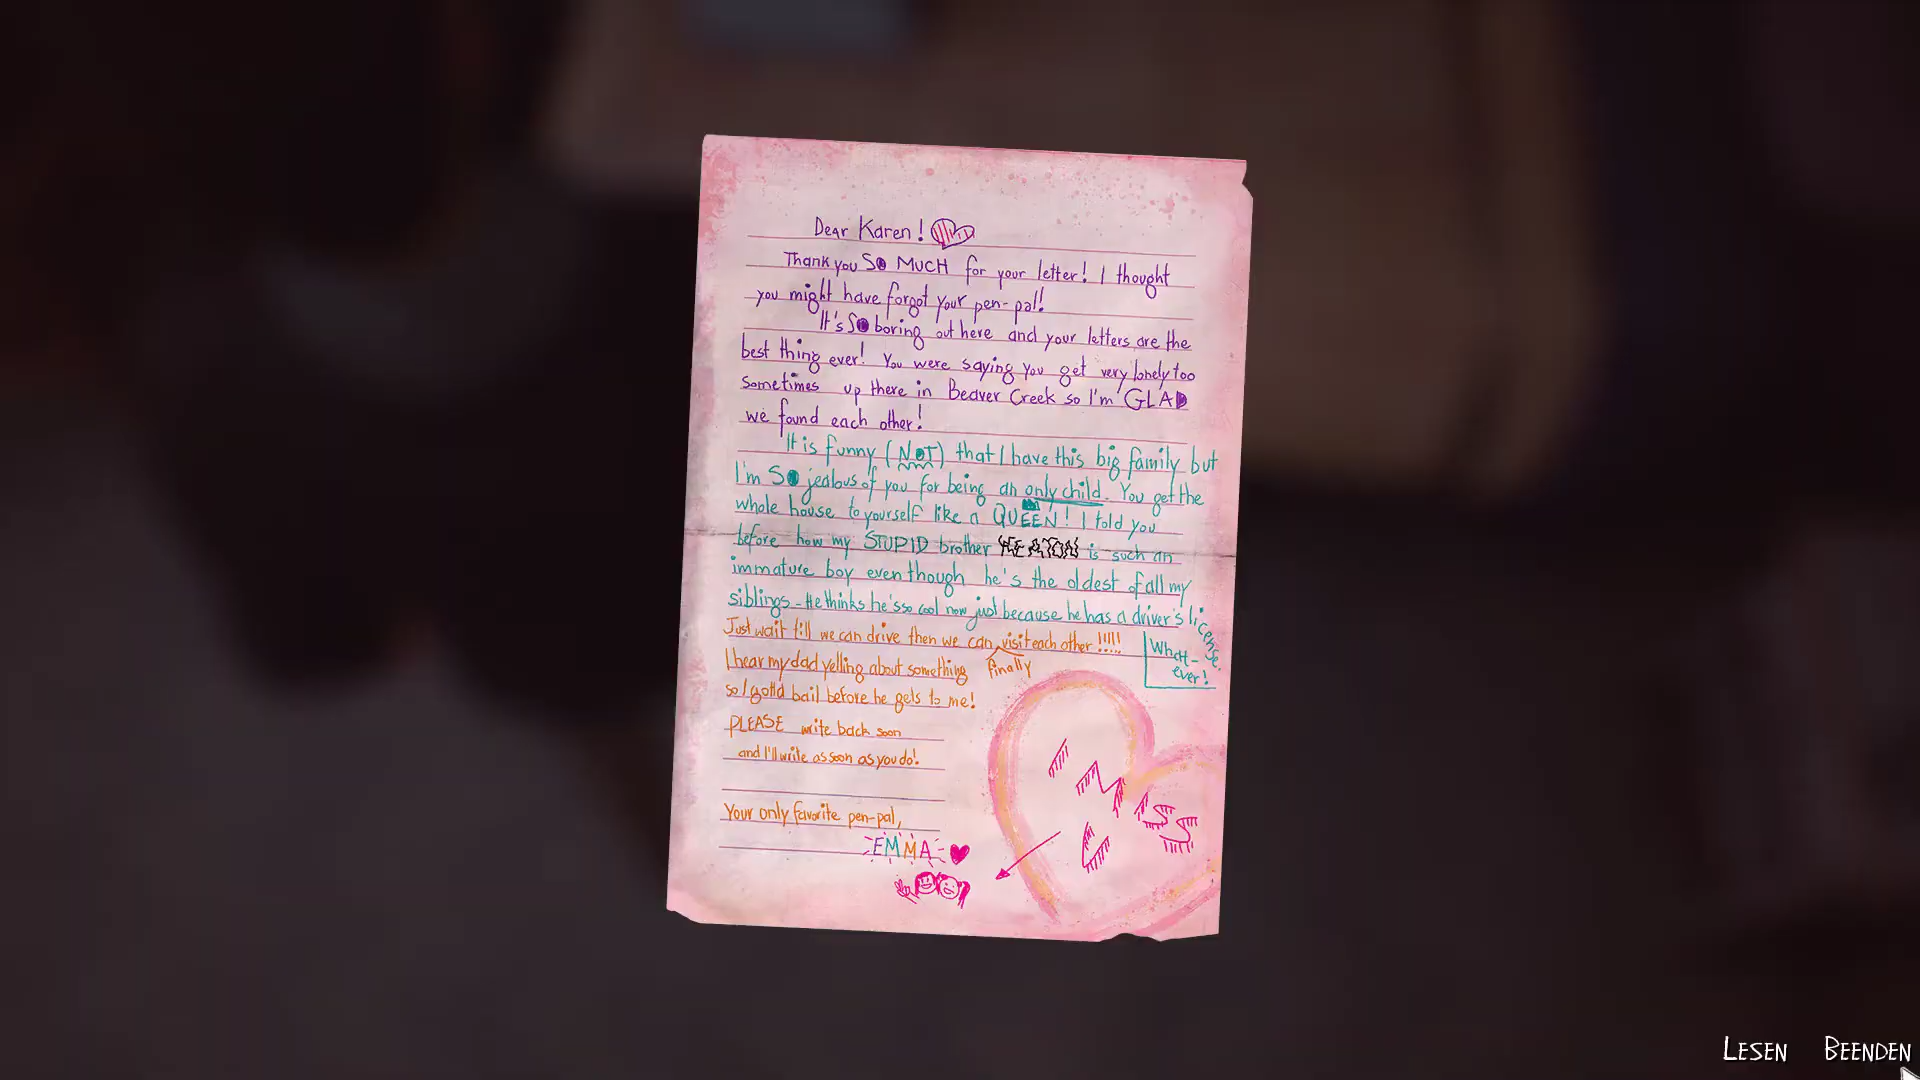 Dear Karen!
Thank you SO MUCH for your letter! I thought
you might have forgot your pen-pal!
It's SO boring out here and your letters are the
best thing ever! You were saying you get very lonely too
sometimes up there in Beaver Creek so I'm GLAD
we found each other!
It is funny (NOT) that I have this big family but
I'm SO jealous of you for being an only child. You get the
whole house to yourself like a QUEEN! I told you
before how my STUPID brother KEATON is such an
immature boy even though he's the oldest of all my
siblings - He thinks he's so cool now just because he has a driver's license.
What-
ever!
Just wait till we can drive then we can finally visit each other !!!!!
I hear my dad yelling about something
so I gotta bail before he gets to me!
PLEASE write back soon
and I'll write as soon as you do!
Your only favorite pen-pal,
EMMA
I
MISS
U
LESEN BEENDEN